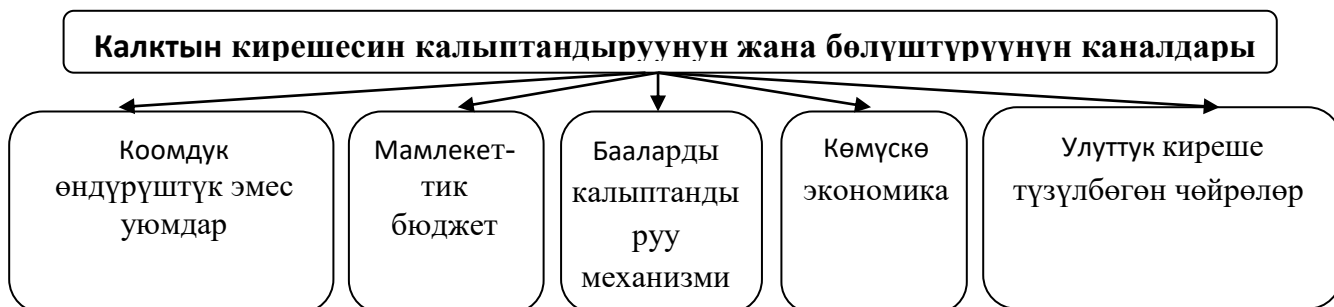 Калктын кирешесин калыптандыруунун жана бөлүштүрүүнүн каналдары
Коомдук
өндүрүштүк эмес
уюмдар
Мамлекет-
тик
бюджет
Бааларды
калыптанды
руу
механизми
Көмүскө
экономика
Улуттук киреше
түзүлбөгөн чөйрөлөр